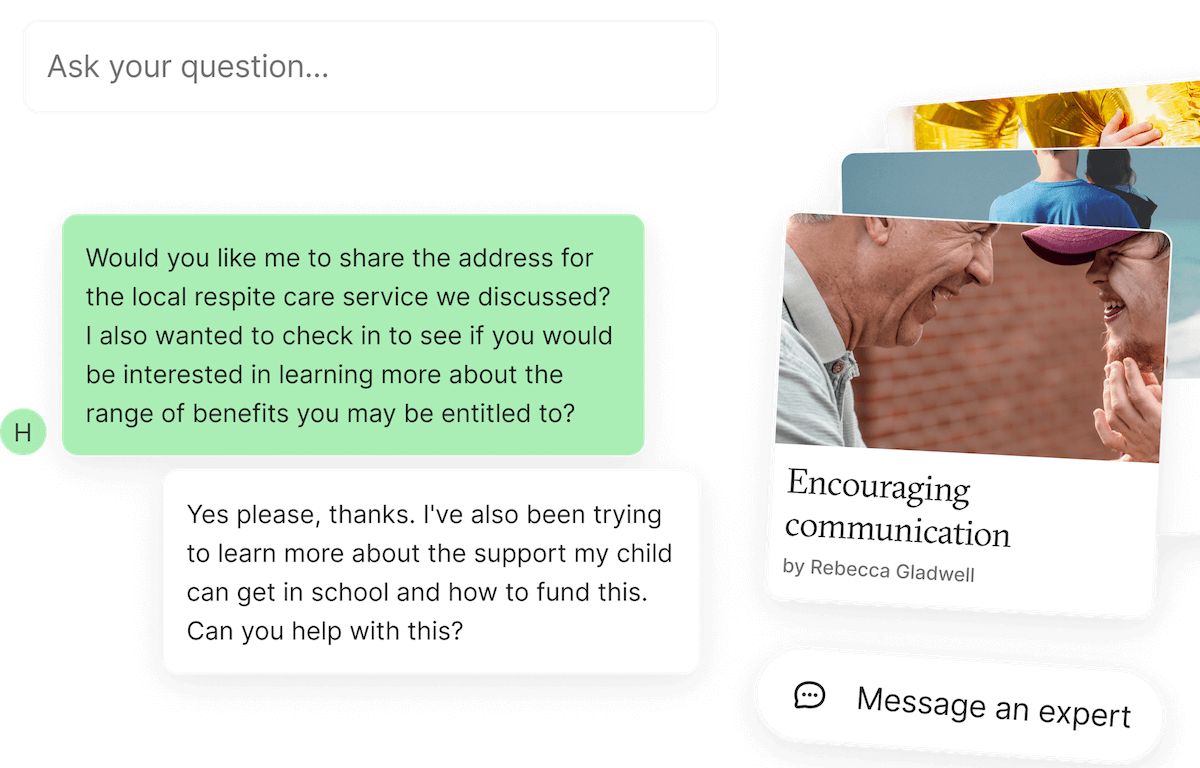 Ask your question...
Would you like me to share the address for
the local respite care service we discussed?
I also wanted to check in to see if you would
be interested in learning more about the
range of benefits you may be entitled to?
H
Yes please, thanks. I've also been trying
to learn more about the support my child
can get in school and how to fund this.
Can you help with this?
Encouraging
communication
by Rebecca Gladwell
Message an expert